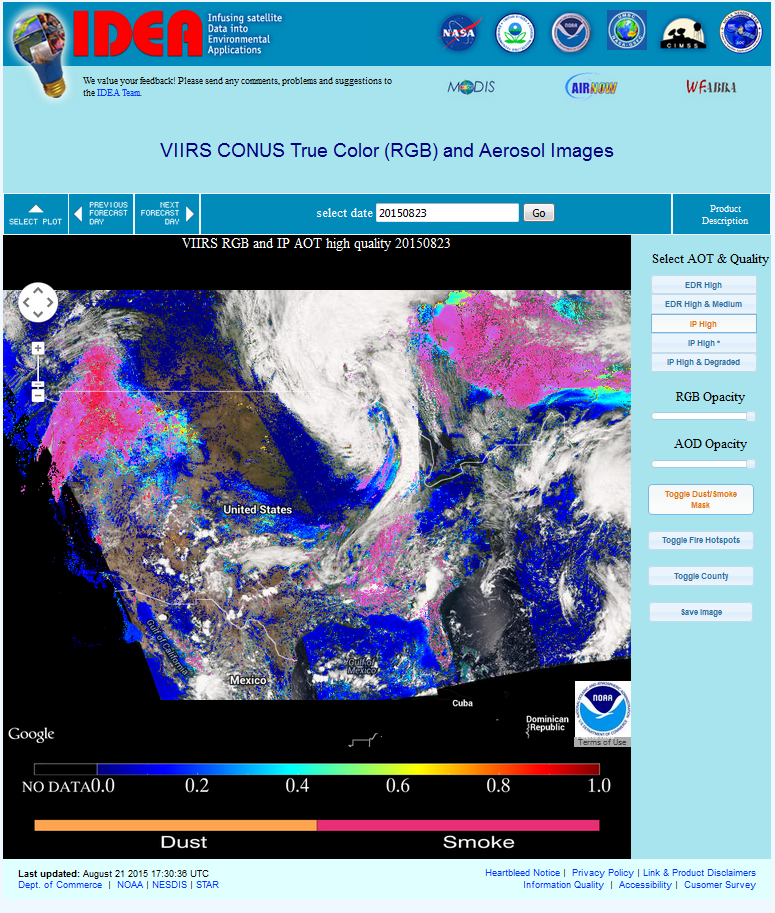 IDEA
Infusing satellite
Data into
Environmental
Applications
NASA
NOAA
CIMSS
We value your feedback! Please send any comments, problems and suggestions to
the IDEA Team.
MODIS
AIRNOW
WF.ABBA
VIIRS CONUS True Color (RGB) and Aerosol Images
SELECT PLOT
PREVIOUS
FORECAST
DAY
NEXT
FORECAST
DAY
select date 20150823 Go
Product
Description
VIIRS RGB and IP AOT high quality 20150823
Select AOT & Quality
EDR High
EDR High & Medium
IP High
IP High *
IP High & Degraded
RGB Opacity
AOD Opacity
Toggle Dust/Smoke
Mask
Toggle Fire Hotspots
Toggle County
Save Image
United States
Gulf of California
Gulf of
Mexico
Mexico
Cuba
Dominican
Republic
NOAA
Google
Terms of Use
NO DATA 0.0 0.2 0.4 0.6 0.8 1.0
Dust Smoke
Last updated: August 21 2015 17:30:36 UTC
Dept. of Commerce | NOAA | NESDIS | STAR
Heartbleed Notice | Privacy Policy | Link & Product Disclaimers
Information Quality | Accessibility | Cusomer Survey